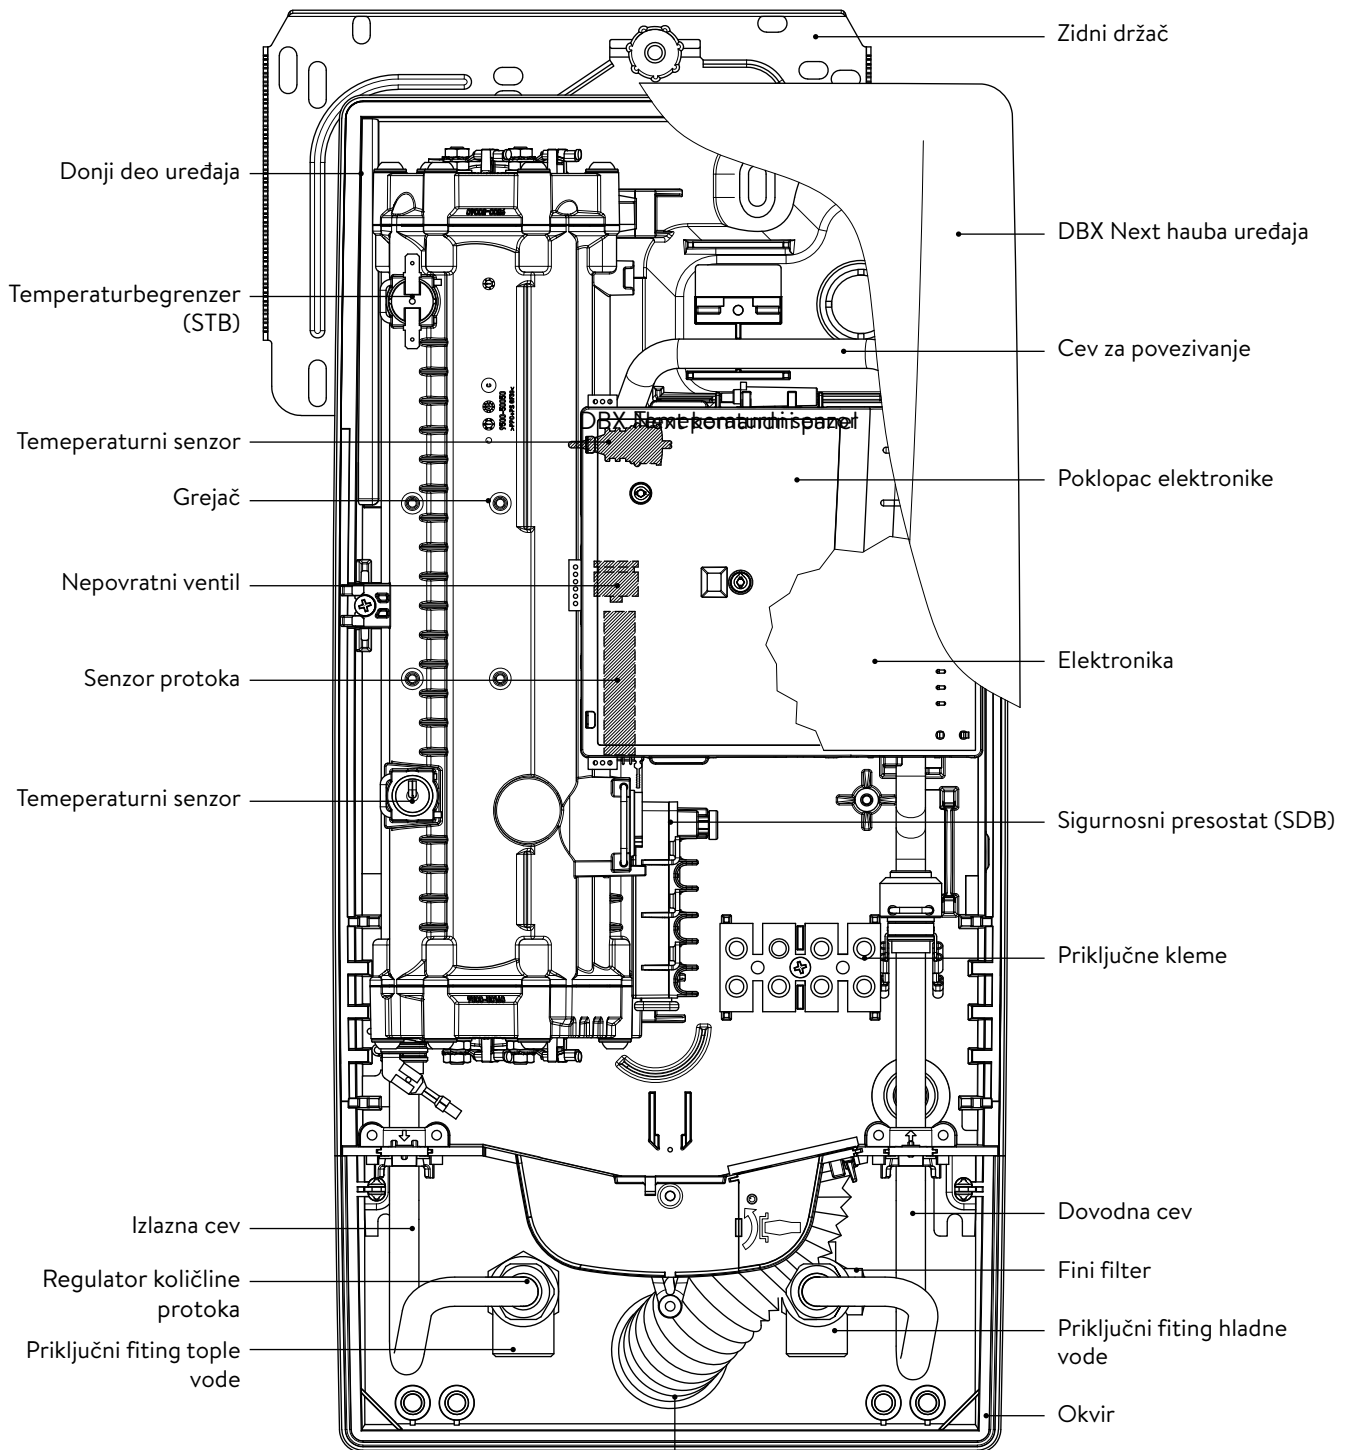 Zidni držač
Donji deo uređaja
DBX Next hauba uređaja
Temperaturbegrenzer
(STB)
Cev za povezivanje
Temeperaturni senzor
Poklopac elektronike
Grejač
Nepovratni ventil
Elektronika
Senzor protoka
Temeperaturni senzor
Sigurnosni presostat (SDB)
Priključne kleme
Izlazna cev
Dovodna cev
Regulator količline
protoka
Fini filter
Priključni fiting tople
vode
Priključni fiting hladne
vode
Okvir